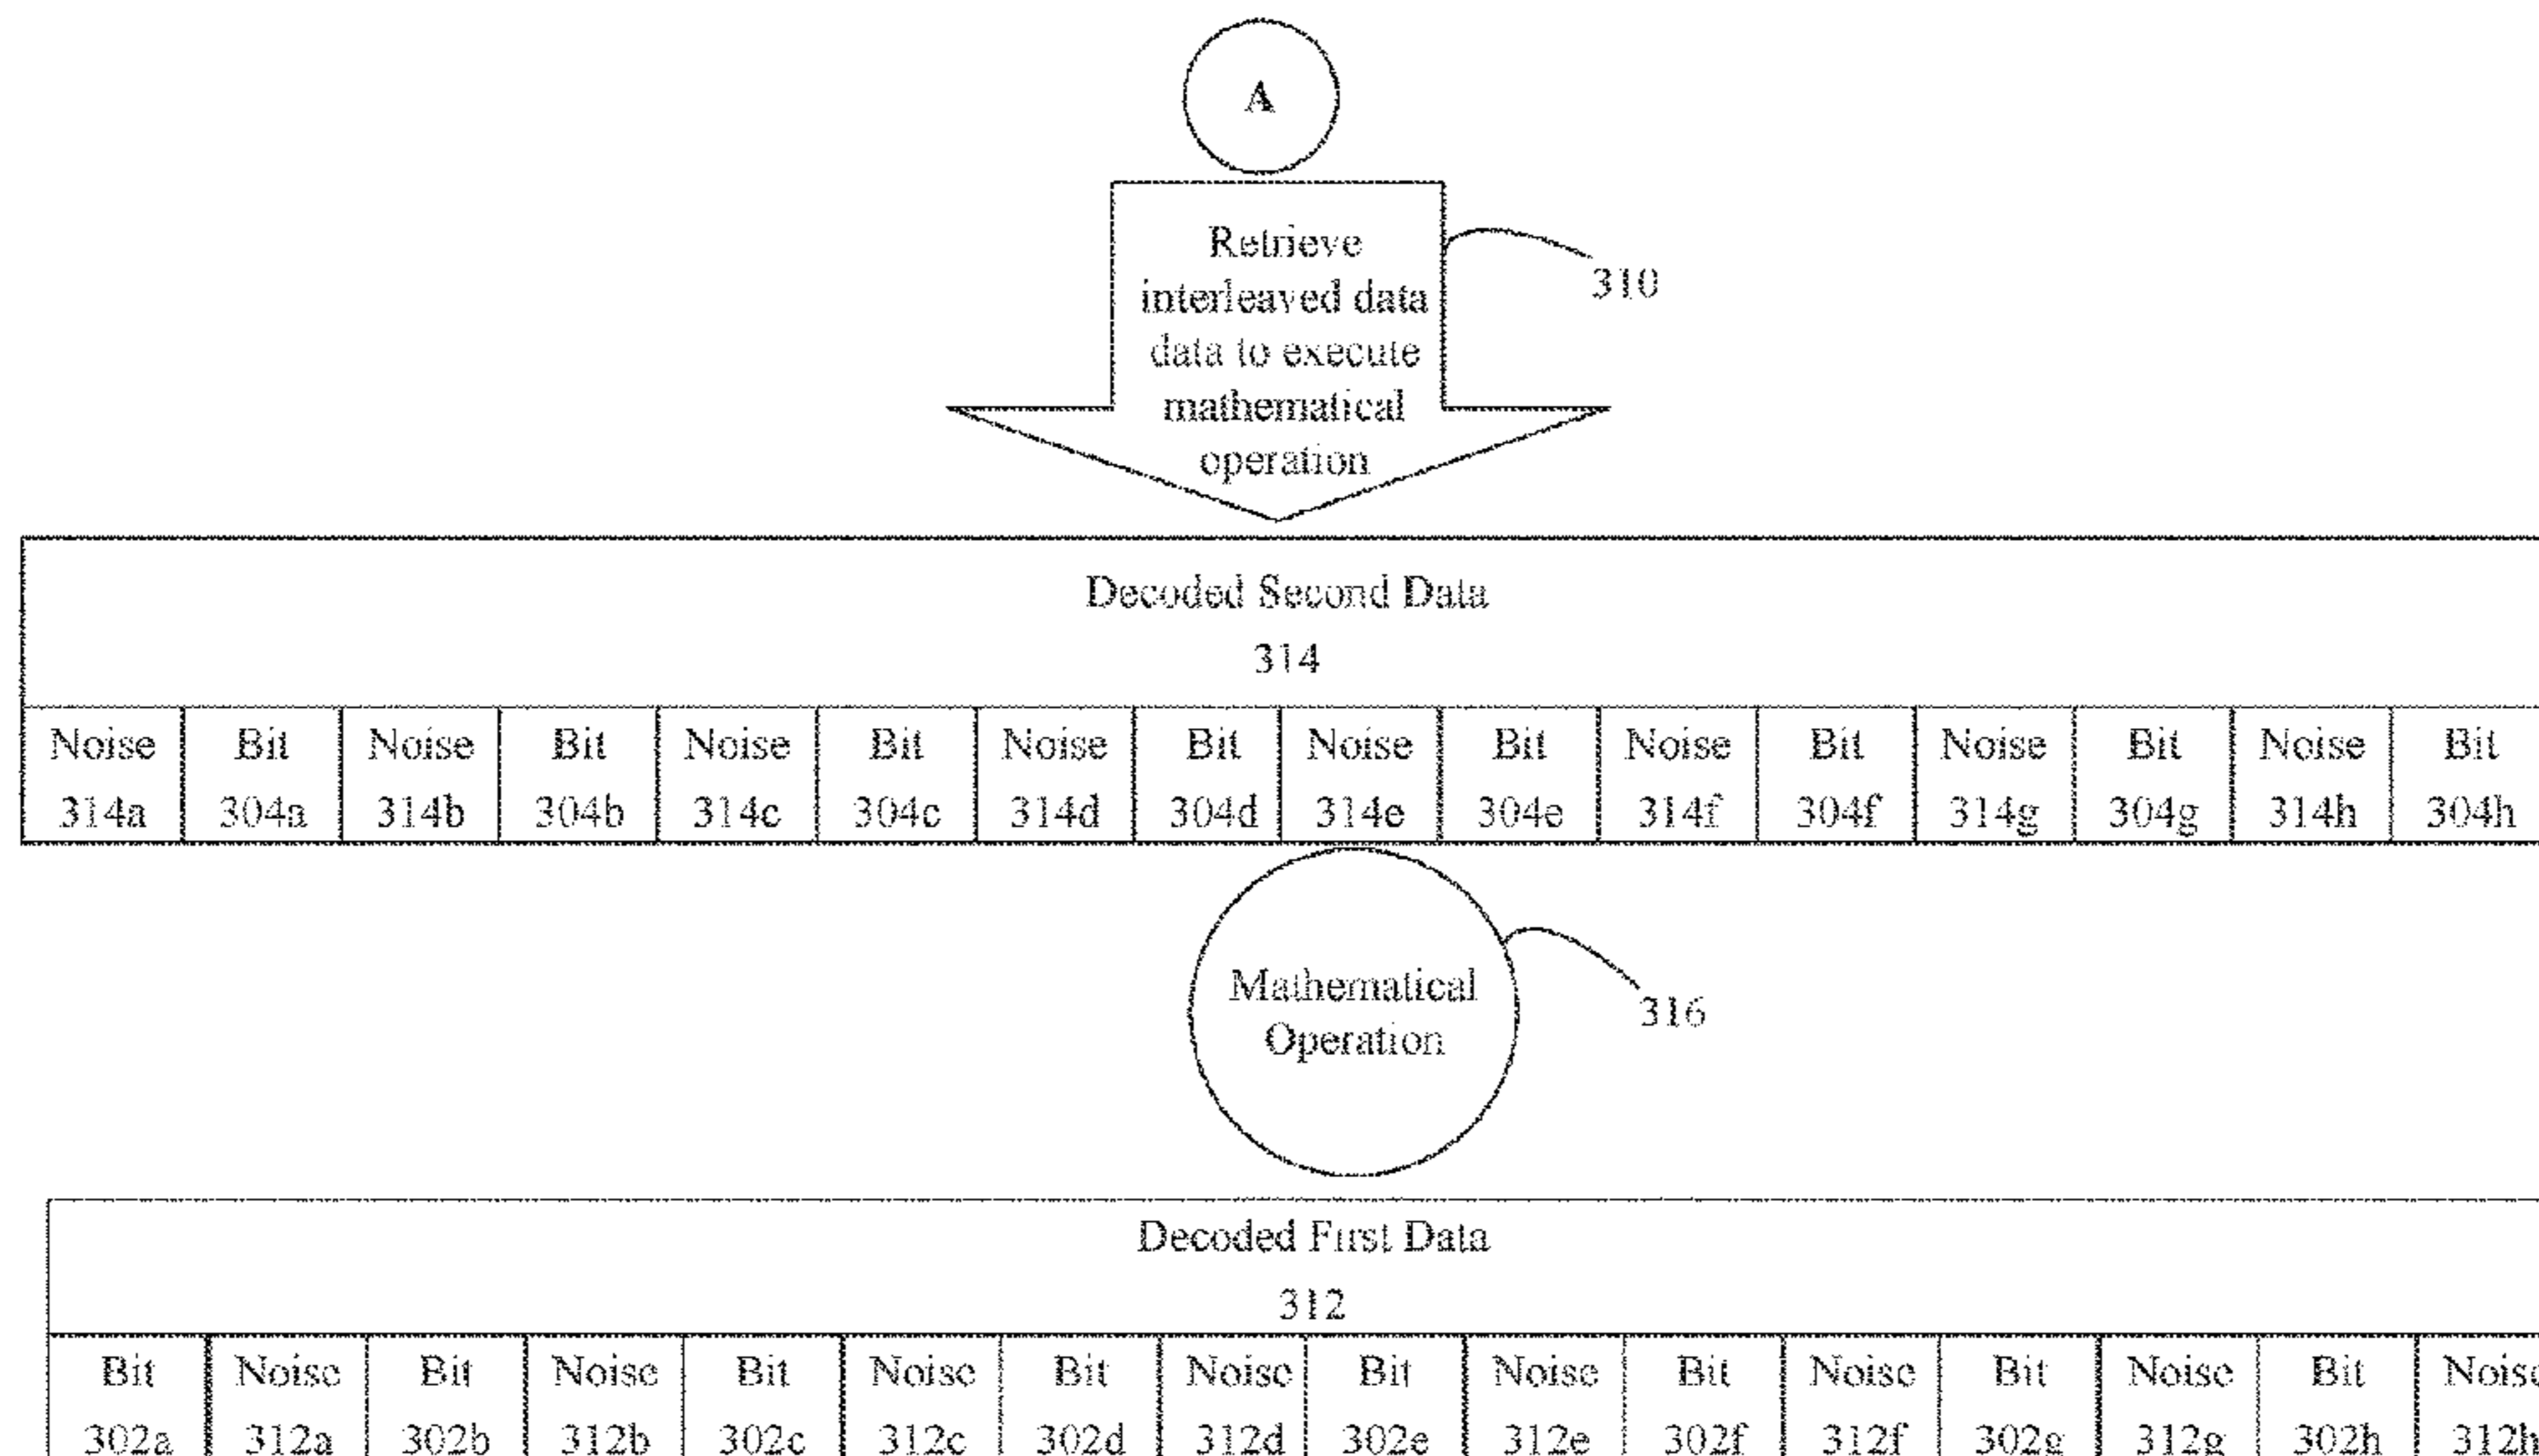 A
Retrieve
interleaved data
data to execute
mathematical
operation
310
Decoded Second Data
314
Noise Bit Noise Bit Noise Bit Noise Bit Noise Bit Noise Bit Noise Bit Noise Bit
314a 304a 314b 304b 314c 304c 314d 304d 314e 304e 314f 304f 314g 304g 314h 304h
Mathematical
Operation
316
Decoded First Data
312
Bit Noise Bit Noise Bit Noise Bit Noise Bit Noise Bit Noise Bit Noise Bit Noise
302a 312a 302b 312b 302c 312c 302d 312d 302e 312e 302f 312f 302g 312g 302h 312h